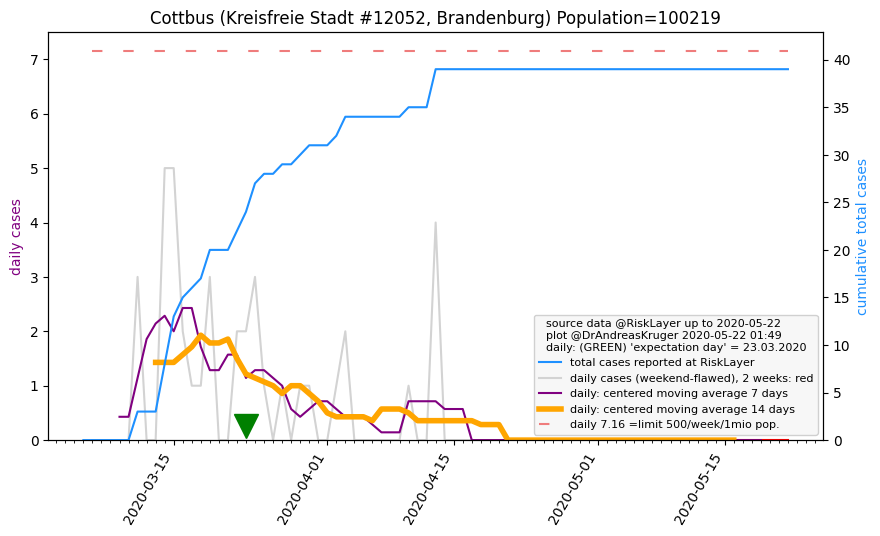 Cottbus (Kreisfreie Stadt #12052, Brandenburg) Population=100219
daily cases
7
6
5
4
3
2
1
0
40
35
30
25
20
15
10
5
0
cumulative total cases
source data @RiskLayer up to 2020-05-22
plot @DrAndreasKruger 2020-05-22 01:49
daily: (GREEN) 'expectation day' = 23.03.2020
total cases reported at RiskLayer
daily cases (weekend-flawed), 2 weeks: red
daily: centered moving average 7 days
daily: centered moving average 14 days
daily 7.16 =limit 500/week/1mio pop.
2020-03-15
2020-04-01
2020-04-15
2020-05-01
2020-05-15